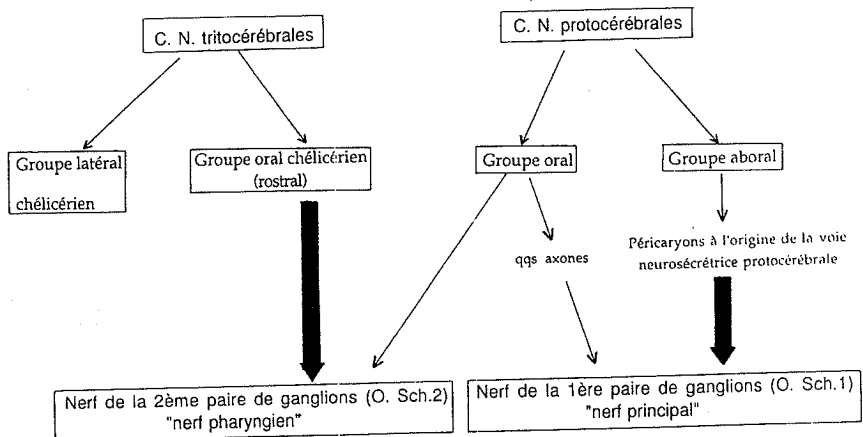 C. N. tritocérébrales
C. N. protocérébrales
Groupe latéral
chélicérien
Groupe oral chélicérien
(rostral)
Groupe oral
Groupe aboral
qqs axones
Péricaryons à l'origine de la voie
neurosécrétrice protocérébrale
Nerf de la 2ème paire de ganglions (O. Sch.2)
"nerf pharyngien"
Nerf de la 1ère paire de ganglions (O. Sch.1)
"nerf principal"